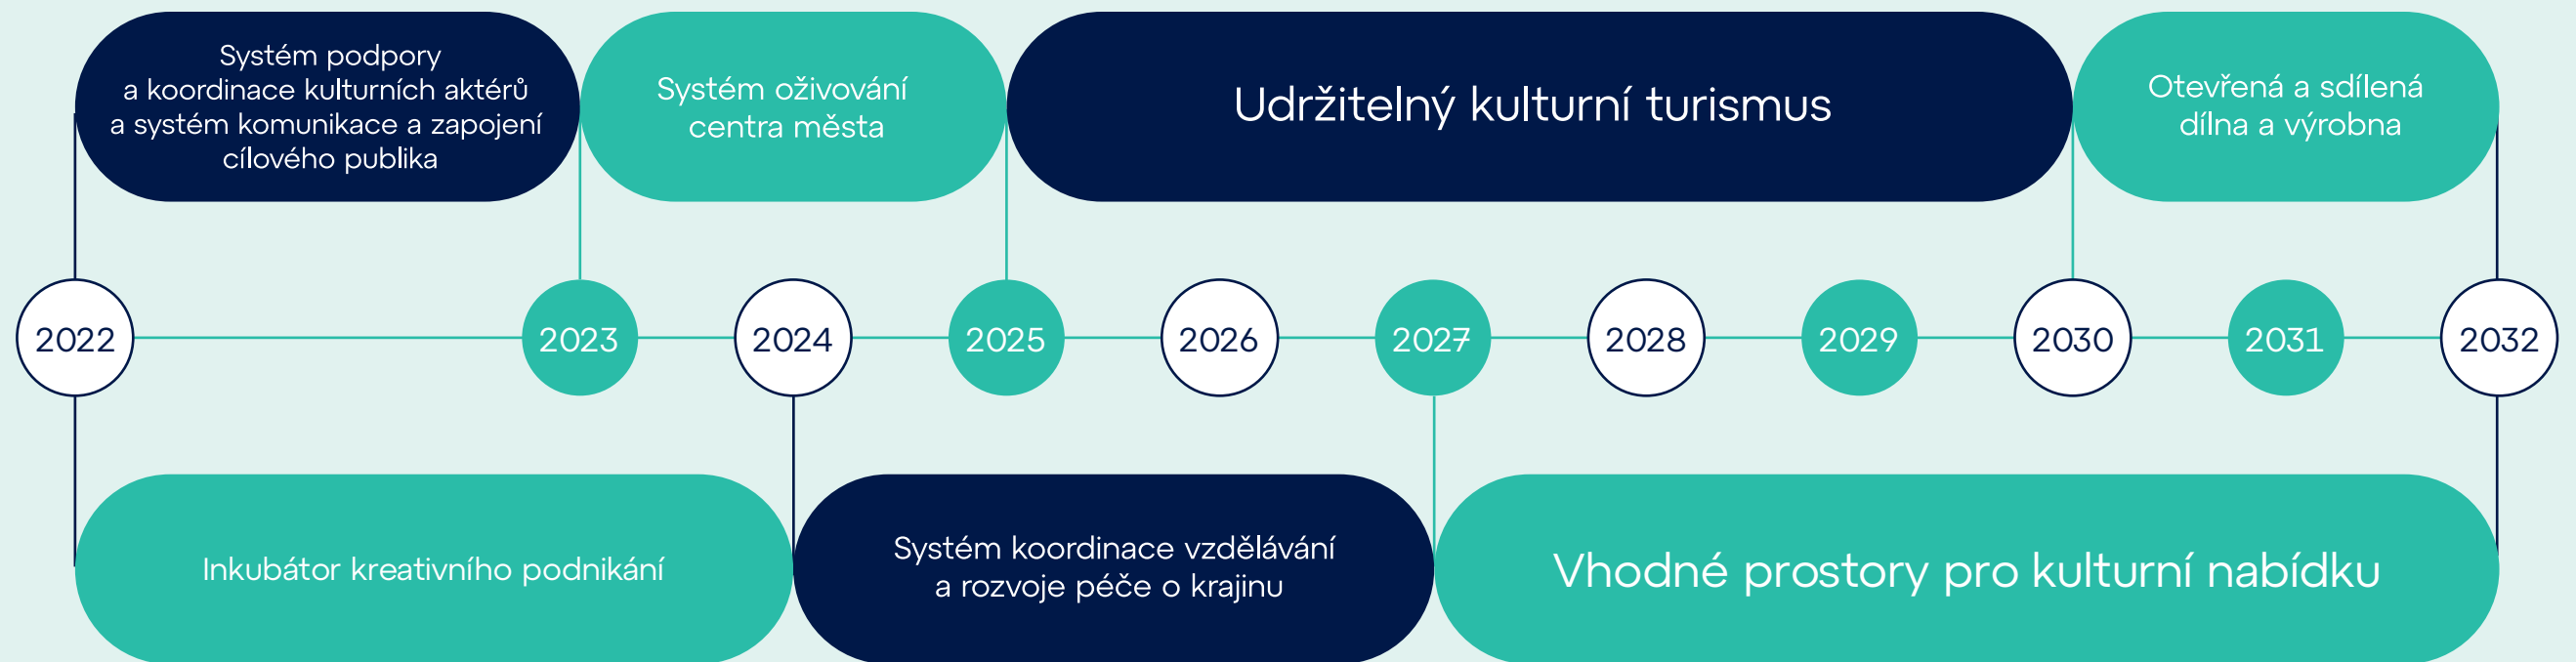 Systém podpory
a koordinace kulturních aktérů
a systém komunikace a zapojení
cílového publika
Systém oživování
centra města
Udržitelný kulturní turismus
Otevřená a sdílená
dílna a výrobna
2022
2023
2024
2025
2026
2027
2028
2029
2030
2031
2032
Inkubátor kreativního podnikání
Systém koordinace vzdělávání
a rozvoje péče o krajinu
Vhodné prostory pro kulturní nabídku